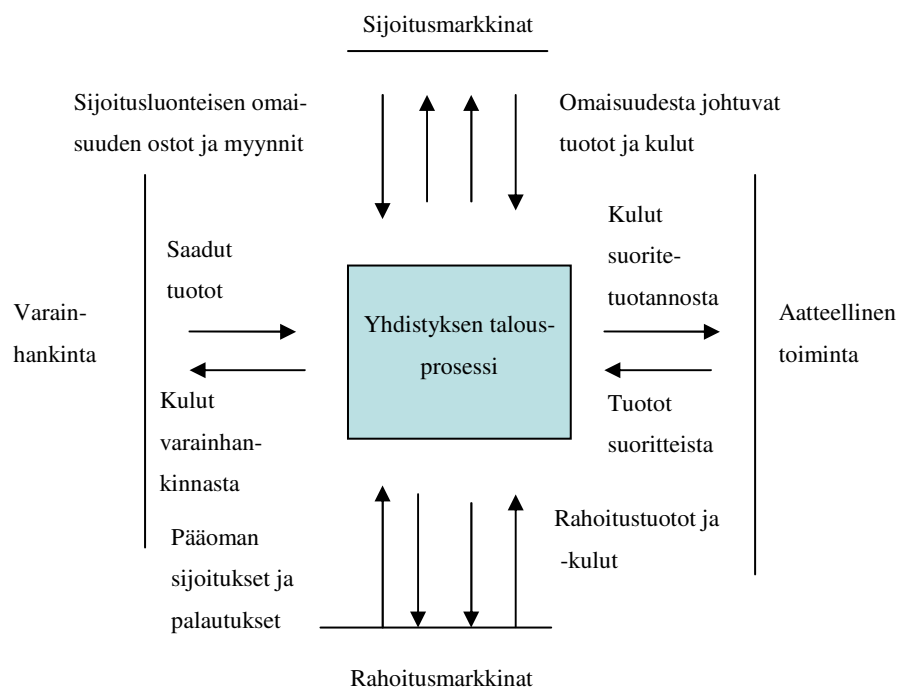 Sijoitusmarkkinat
Sijoitusluonteisen omai-
suuden ostot ja myynnit
Omaisuudesta johtuvat
tuotot ja kulut
Varain-
hankinta
Saadut
tuotot
Kulut
varainhan-
kinnasta
Yhdistyksen talous-
prosessi
Kulut
suorite-
tuotannosta
Tuotot
suoritteista
Aatteellinen
toiminta
Pääoman
sijoitukset ja
palautukset
Rahoitustuotot ja
-kulut
Rahoitusmarkkinat